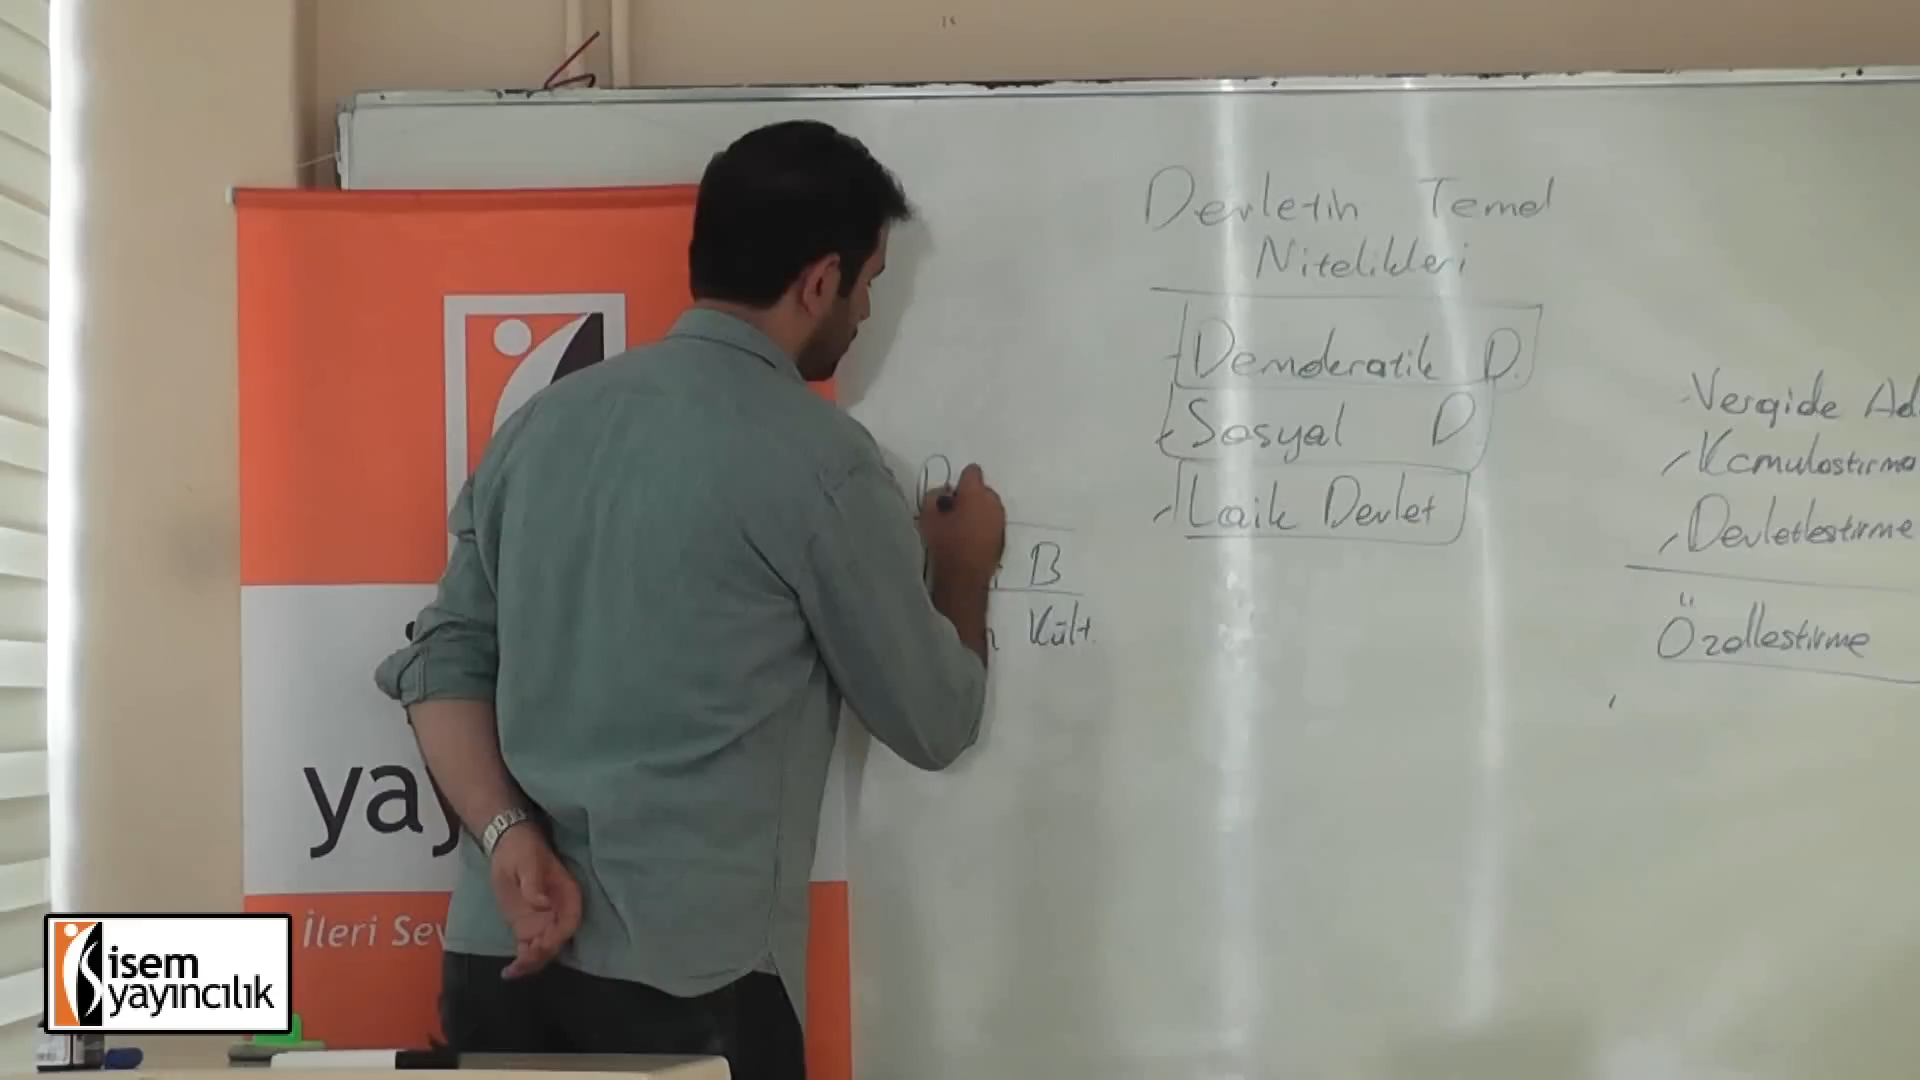 Devletin Temel
Nitelikleri
Demokratik D.
Sosyal D
Laik Devlet
B
Kült.
Vergide Ad
Kamulaştırma
Devletleştirme
Özelleştirme
yay
İleri Sev
isem
yayıncılık